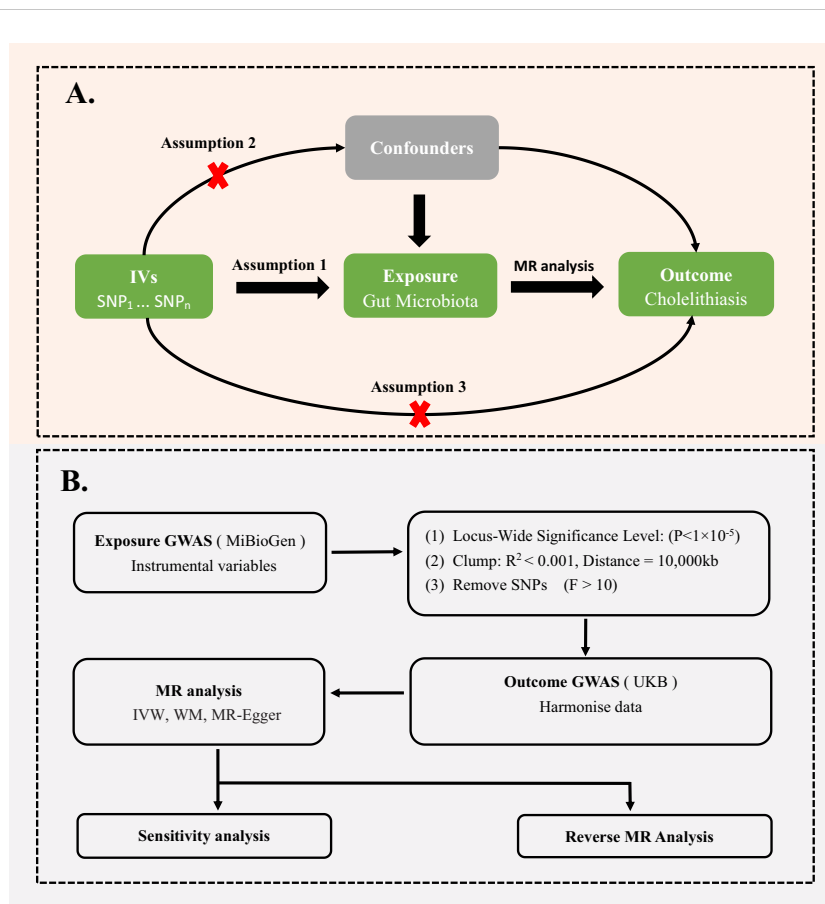 A.
Assumption 2
Confounders
IVs
SNP₁ ... SNPₙ
Assumption 1
Exposure
Gut Microbiota
MR analysis
Outcome
Cholelithiasis
Assumption 3
B.
Exposure GWAS ( MiBioGen )
Instrumental variables
(1) Locus-Wide Significance Level: (P<1×10⁻⁵)
(2) Clump: R² < 0.001, Distance = 10,000kb
(3) Remove SNPs (F > 10)
MR analysis
IVW, WM, MR-Egger
Outcome GWAS ( UKB )
Harmonise data
Sensitivity analysis
Reverse MR Analysis